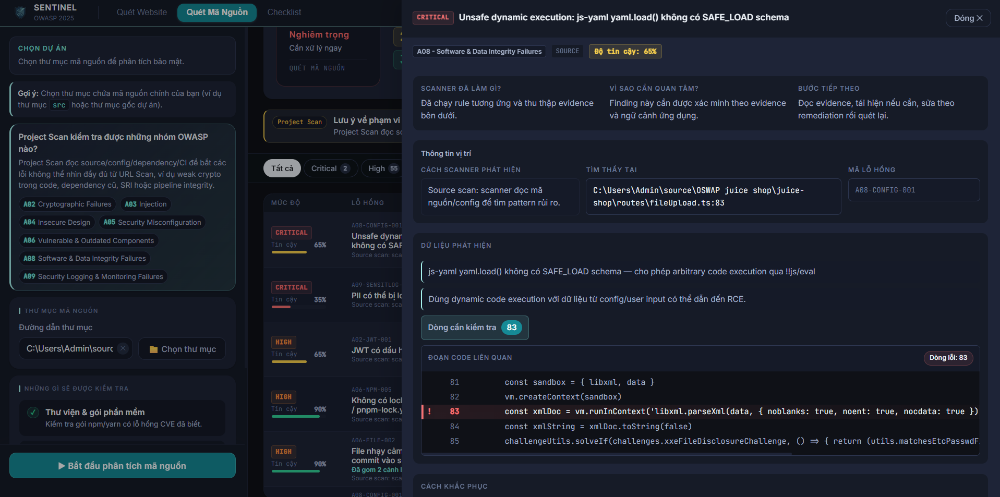 SENTINEL
OWASP 2025
Quét Website
Quét Mã Nguồn
Checklist
CHỌN DỰ ÁN
Chọn thư mục mã nguồn để phân tích bảo mật.
Gợi ý: Chọn thư mục chứa mã nguồn chính của bạn (ví dụ
thư mục src hoặc thư mục gốc dự án).
Project Scan kiểm tra được những nhóm OWASP
nào?
Project Scan đọc source/config/dependency/CI để bắt các
lỗi không thể nhìn đầy đủ từ URL Scan, ví dụ weak crypto
trong code, dependency cũ, SRI hoặc pipeline integrity.
A02 Cryptographic Failures
A03 Injection
A04 Insecure Design
A05 Security Misconfiguration
A06 Vulnerable & Outdated Components
A08 Software & Data Integrity Failures
A09 Security Logging & Monitoring Failures
THƯ MỤC MÃ NGUỒN
Đường dẫn thư mục
C:\Users\Admin\sourc
Chọn thư mục
NHỮNG GÌ SẼ ĐƯỢC KIỂM TRA
Thư viện & gói phần mềm
Kiểm tra gói npm/yarn có lỗ hổng CVE đã biết.
Bắt đầu phân tích mã nguồn
Nghiêm trọng
Cần xử lý ngay
QUÉT MÃ NGUỒN
Project Scan
Lưu ý về phạm vi
Project Scan đọc so
Tất cả
Critical 2
High 55
MỨC ĐỘ
LỖ HỔNG
CRITICAL
Tin cậy 65%
A08-CONFIG-001
Unsafe dynar
không có SAF
Source scan: sca
CRITICAL
Tin cậy 35%
A09-SENSITLOG-
PII có thể bị lo
Source scan: sca
HIGH
Tin cậy 65%
A02-JWT-001
JWT có dấu h
Source scan: sca
HIGH
Tin cậy 90%
A06-NPM-005
Không có lock
/ pnpm-lock.y
Source scan: sca
HIGH
Tin cậy 90%
A06-FILE-002
File nhạy cảm
commit vào s
Đã gom 2 cảnh
Source scan: sca
A08-CONFIG-001
CRITICAL
Unsafe dynamic execution: js-yaml yaml.load() không có SAFE_LOAD schema
Đóng
A08 - Software & Data Integrity Failures
SOURCE
Độ tin cậy: 65%
SCANNER ĐÃ LÀM GÌ?
Đã chạy rule tương ứng và thu thập evidence
bên dưới.
VÌ SAO CẦN QUAN TÂM?
Finding này cần được xác minh theo evidence
và ngữ cảnh ứng dụng.
BƯỚC TIẾP THEO
Đọc evidence, tái hiện nếu cần, sửa theo
remediation rồi quét lại.
Thông tin vị trí
CÁCH SCANNER PHÁT HIỆN
Source scan: scanner đọc mã
nguồn/config để tìm pattern rủi ro.
TÌM THẤY TẠI
C:\Users\Admin\source\OSWAP juice shop\juice-
shop\routes\fileUpload.ts:83
MÃ LỖ HỔNG
A08-CONFIG-001
DỮ LIỆU PHÁT HIỆN
js-yaml yaml.load() không có SAFE_LOAD schema — cho phép arbitrary code execution qua !!js/eval
Dùng dynamic code execution với dữ liệu từ config/user input có thể dẫn đến RCE.
Dòng cần kiểm tra 83
ĐOẠN CODE LIÊN QUAN
Dòng lỗi: 83
81 const sandbox = { libxml, data }
82 vm.createContext(sandbox)
! 83 const xmlDoc = vm.runInContext('libxml.parseXml(data, { noblanks: true, noent: true, nocdata: true })
84 const xmlString = xmlDoc.toString(false)
85 challengeUtils.solveIf(challenges.xxeFileDisclosureChallenge, () => { return (utils.matchesEtcPasswdF
CÁCH KHẮC PHỤC